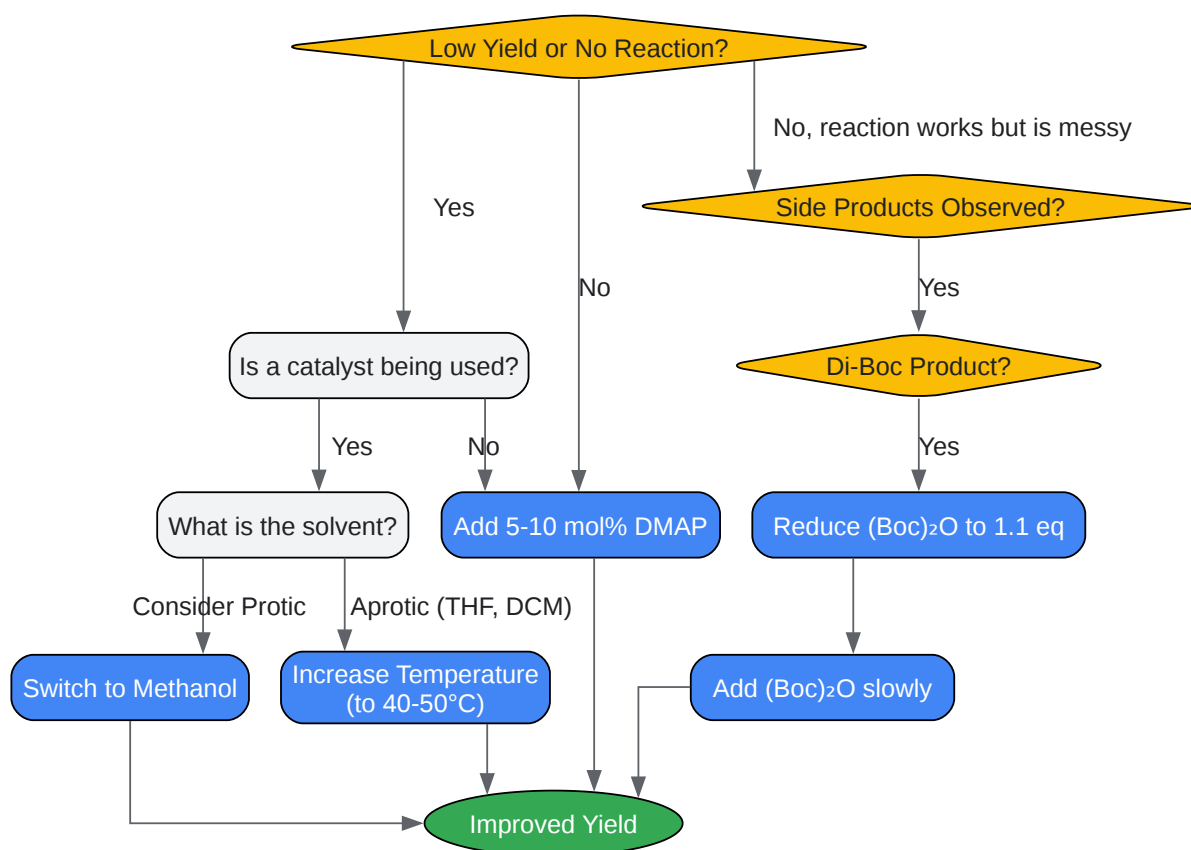 Low Yield or No Reaction?
No, reaction works but is messy
Yes
Side Products Observed?
No
Yes
Is a catalyst being used?
Di-Boc Product?
Yes
No
Yes
What is the solvent?
Add 5-10 mol% DMAP
Reduce (Boc)₂O to 1.1 eq
Consider Protic
Aprotic (THF, DCM)
Switch to Methanol
Increase Temperature
(to 40-50°C)
Add (Boc)₂O slowly
Improved Yield